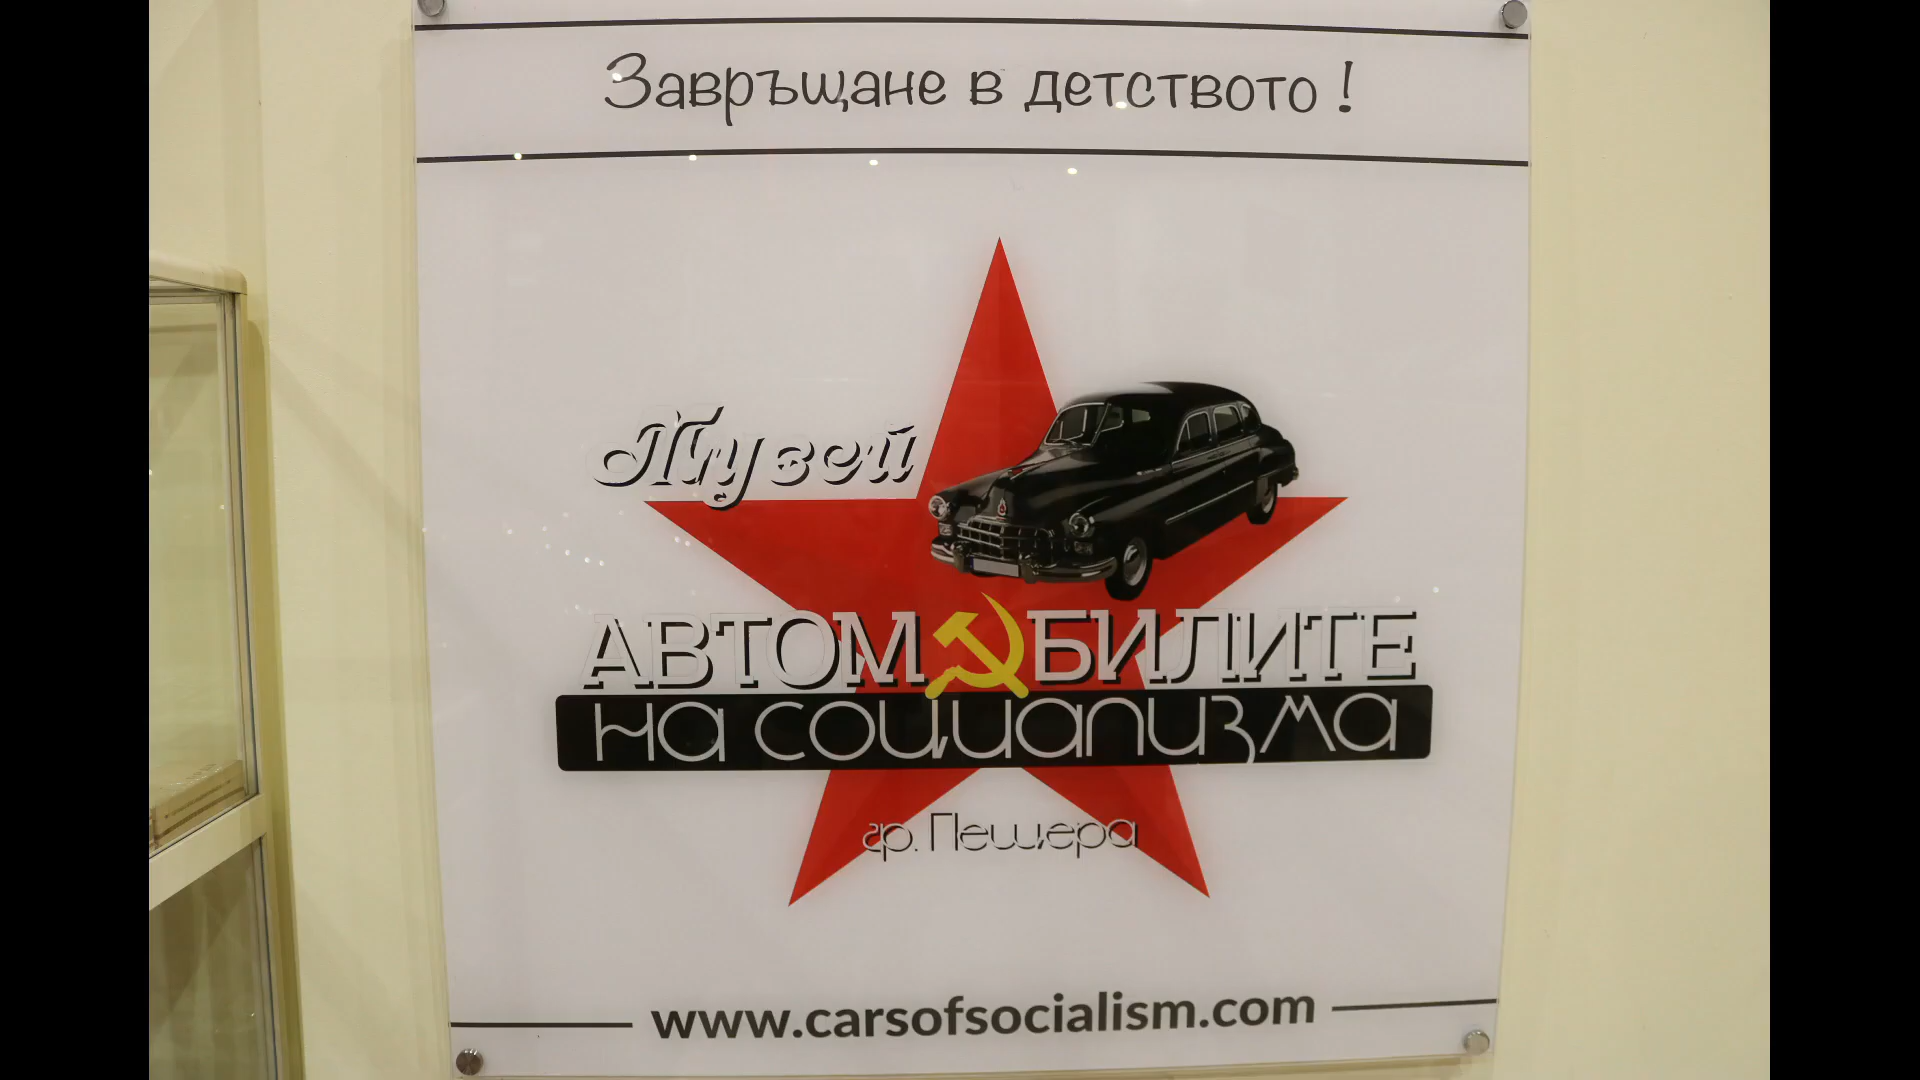 Завръщане в детството !
Музей
АВТОМОБИЛИТЕ
на социализма
гр. Пещера
www.carsofsocialism.com